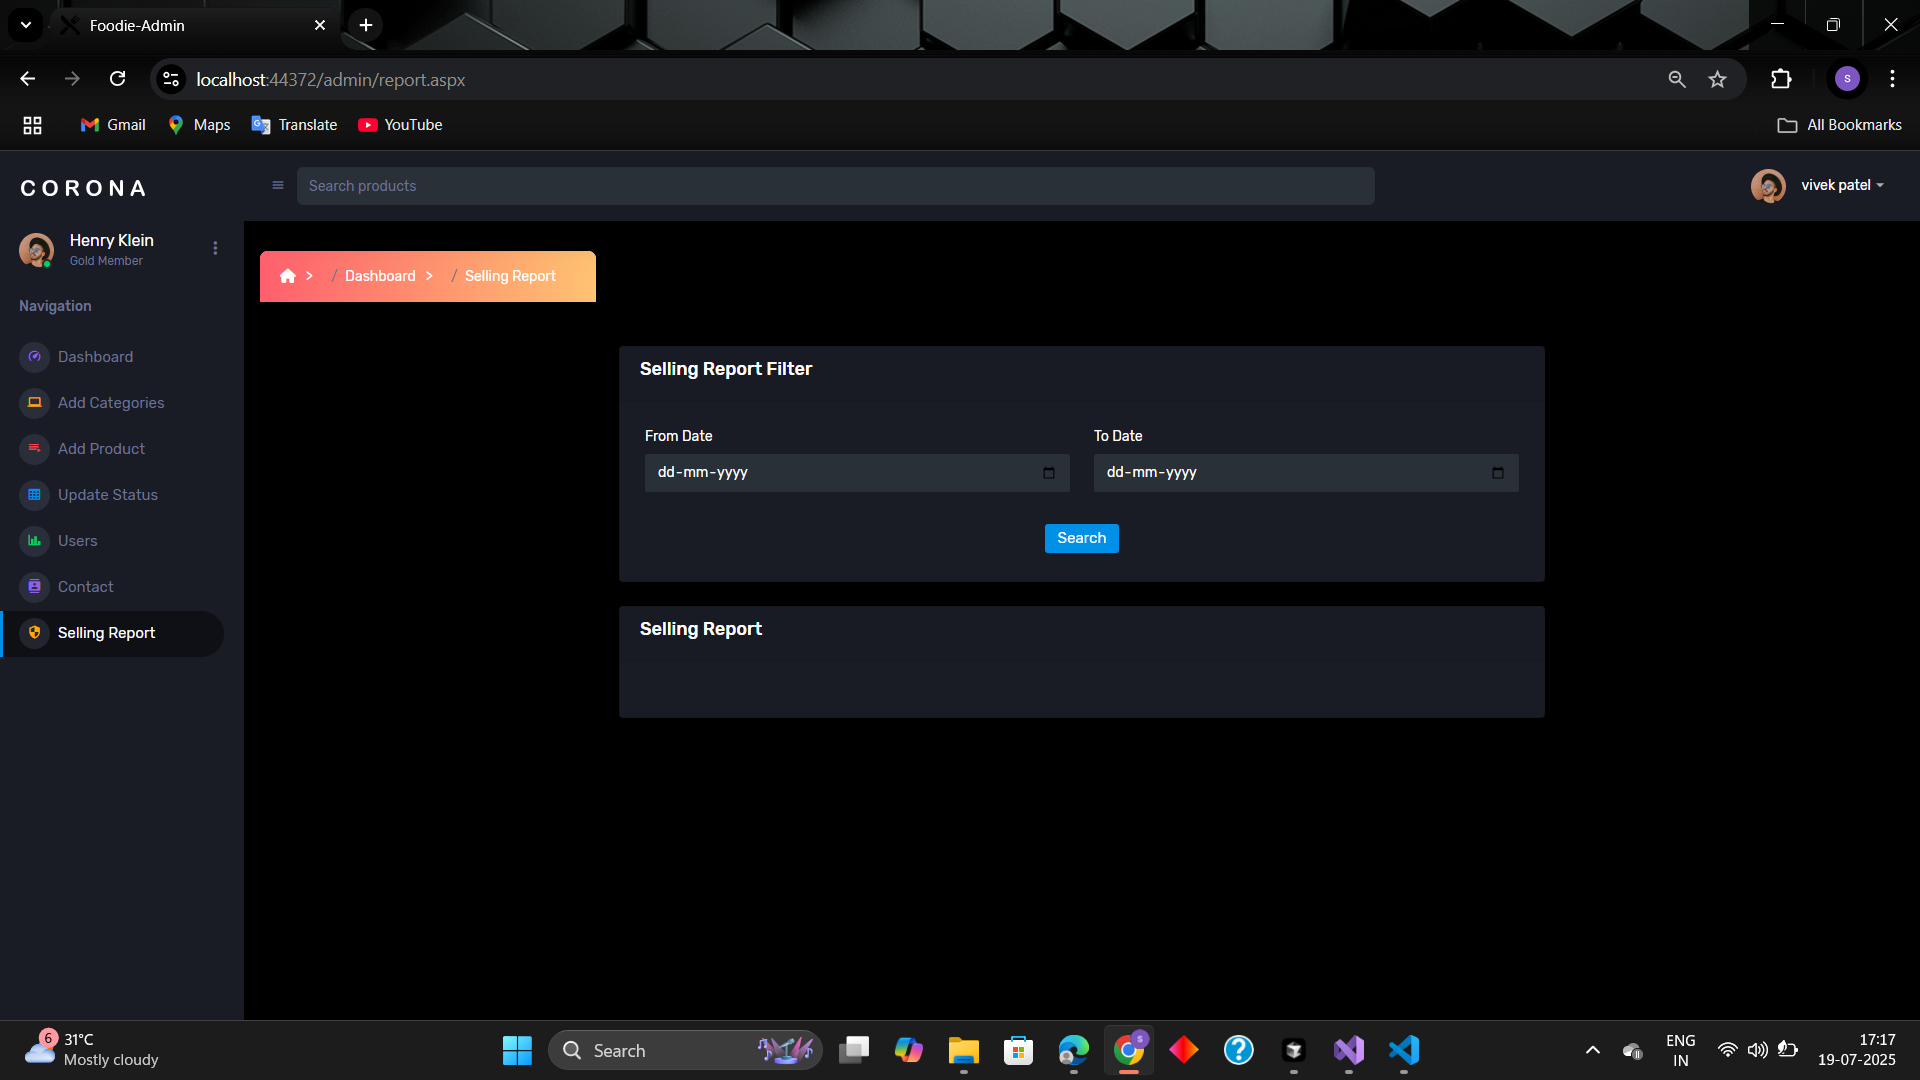 Foodie-Admin
localhost:44372/admin/report.aspx
S
Gmail
Maps
Translate
YouTube
All Bookmarks
CORONA
Search products
vivek patel
Henry Klein
Gold Member
Navigation
Dashboard
Add Categories
Add Product
Update Status
Users
Contact
Selling Report
> / Dashboard > / Selling Report
Selling Report Filter
From Date
To Date
dd-mm-yyyy
dd-mm-yyyy
Search
Selling Report
6
31°C
Mostly cloudy
Search
S
ENG
IN
17:17
19-07-2025